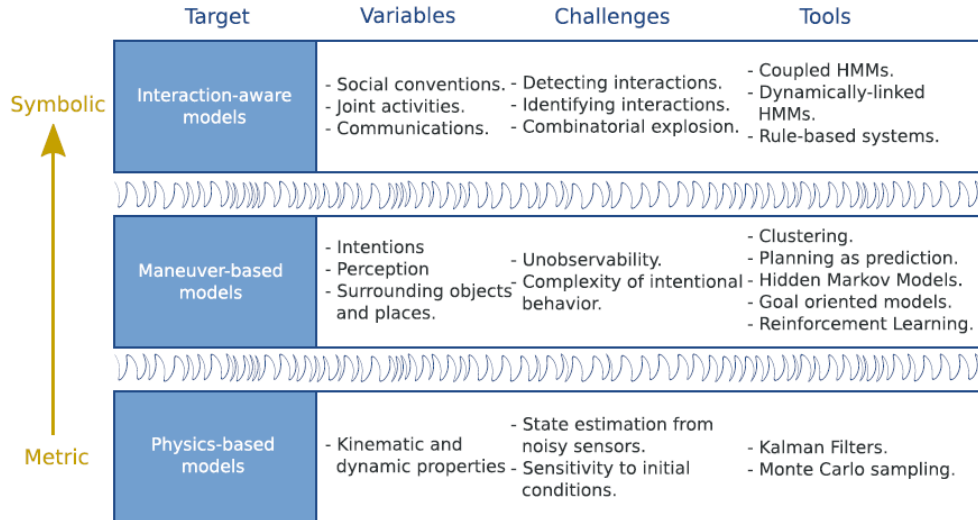 Target
Variables
Challenges
Tools
Symbolic
Metric
Interaction-aware
models
- Social conventions.
- Joint activities.
- Communications.
- Detecting interactions.
- Identifying interactions.
- Combinatorial explosion.
- Coupled HMMs.
- Dynamically-linked
HMMs.
- Rule-based systems.
Maneuver-based
models
- Intentions
- Perception
- Surrounding objects
and places.
- Unobservability.
- Complexity of intentional
behavior.
- Clustering.
- Planning as prediction.
- Hidden Markov Models.
- Goal oriented models.
- Reinforcement Learning.
Physics-based
models
- Kinematic and
dynamic properties
- State estimation from
noisy sensors.
- Sensitivity to initial
conditions.
- Kalman Filters.
- Monte Carlo sampling.